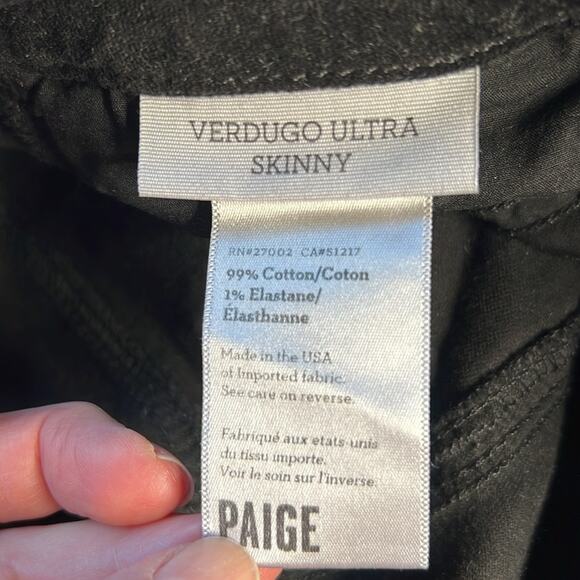 VERDUGO ULTRA
SKINNY
RN#27002 CA#51217
99% Cotton/Coton
1% Elastane/
Élasthanne
Made in the USA
of Imported fabric.
See care on reverse.
Fabriqué aux etats-unis
du tissu importe.
Voir le soin sur l'inverse.
PAIGE